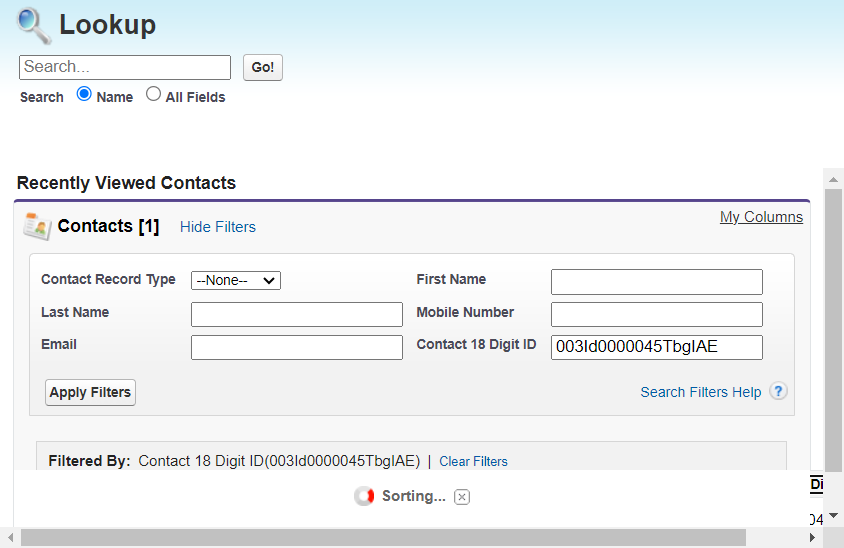 Lookup
Search...
Go!
Search Name All Fields
Recently Viewed Contacts
Contacts [1] Hide Filters My Columns
Contact Record Type --None-- First Name
Last Name Mobile Number
Email Contact 18 Digit ID 003Id0000045TbgIAE
Apply Filters Search Filters Help ?
Filtered By: Contact 18 Digit ID(003Id0000045TbgIAE) | Clear Filters
Di
Sorting...
04